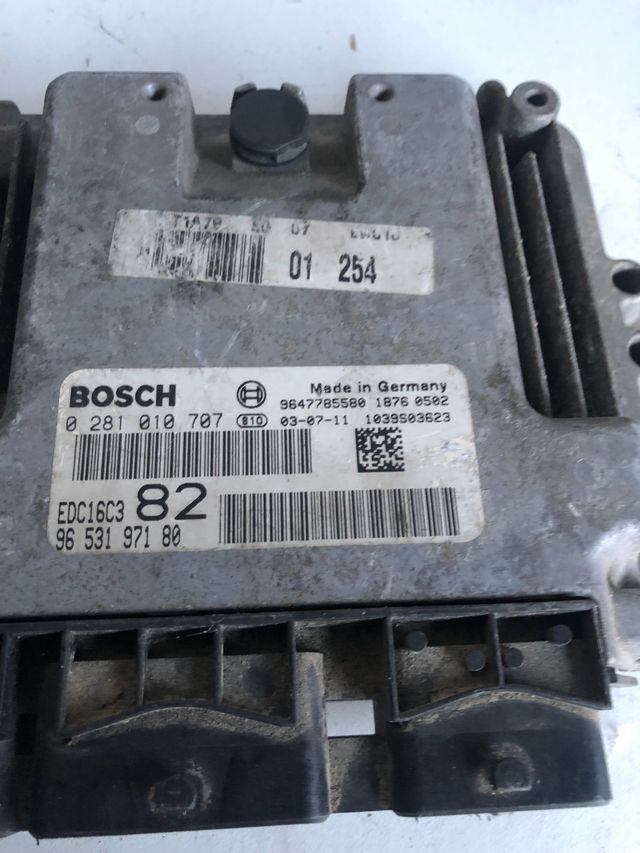 01 254
BOSCH Made in Germany
9647785580 1876 0502
0 281 010 707 810 03-07-11 1039S03623
EDC16C3 82
96 531 971 80